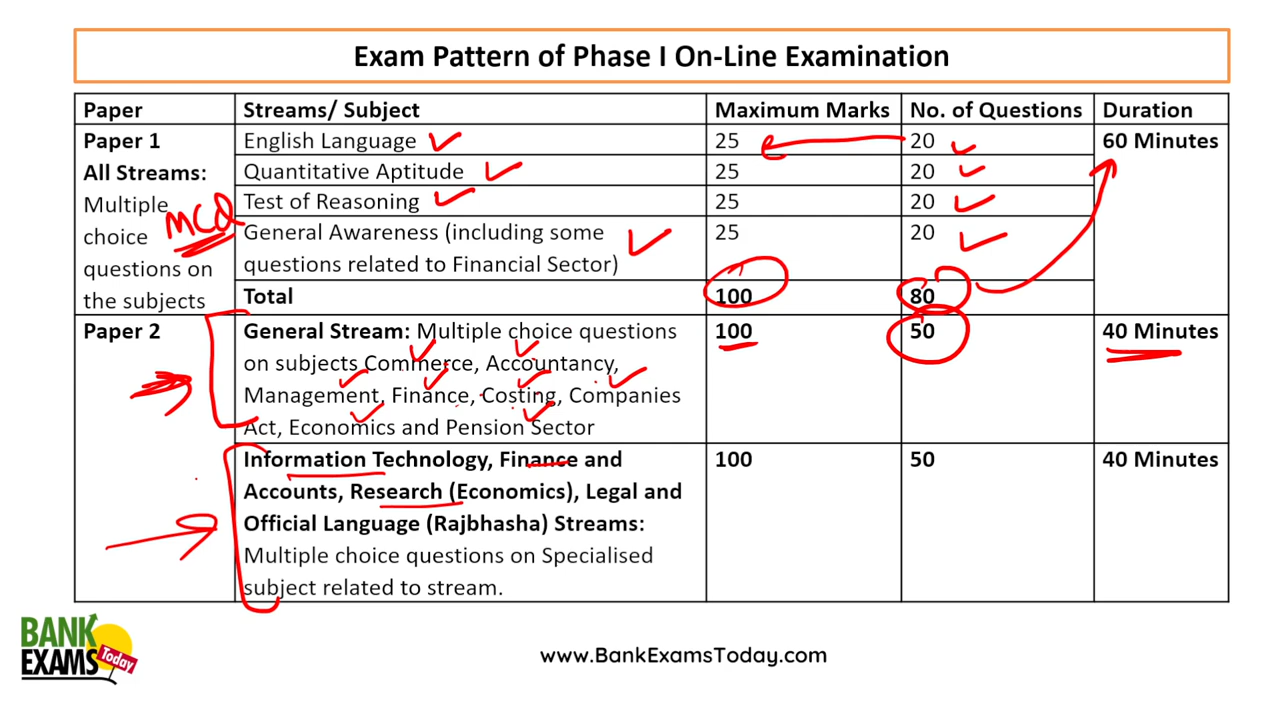 Exam Pattern of Phase I On-Line Examination
Paper Streams/ Subject Maximum Marks No. of Questions Duration
Paper 1 English Language 25 20 60 Minutes
All Streams: Quantitative Aptitude 25 20
Multiple Test of Reasoning 25 20
MCQ
choice General Awareness (including some 25 20
questions on questions related to Financial Sector)
the subjects Total 100 80
Paper 2 General Stream: Multiple choice questions 100 50 40 Minutes
on subjects Commerce, Accountancy,
Management, Finance, Costing, Companies
Act, Economics and Pension Sector
Information Technology, Finance and 100 50 40 Minutes
Accounts, Research (Economics), Legal and
Official Language (Rajbhasha) Streams:
Multiple choice questions on Specialised
subject related to stream.
BANK
EXAMS Today
www.BankExamsToday.com